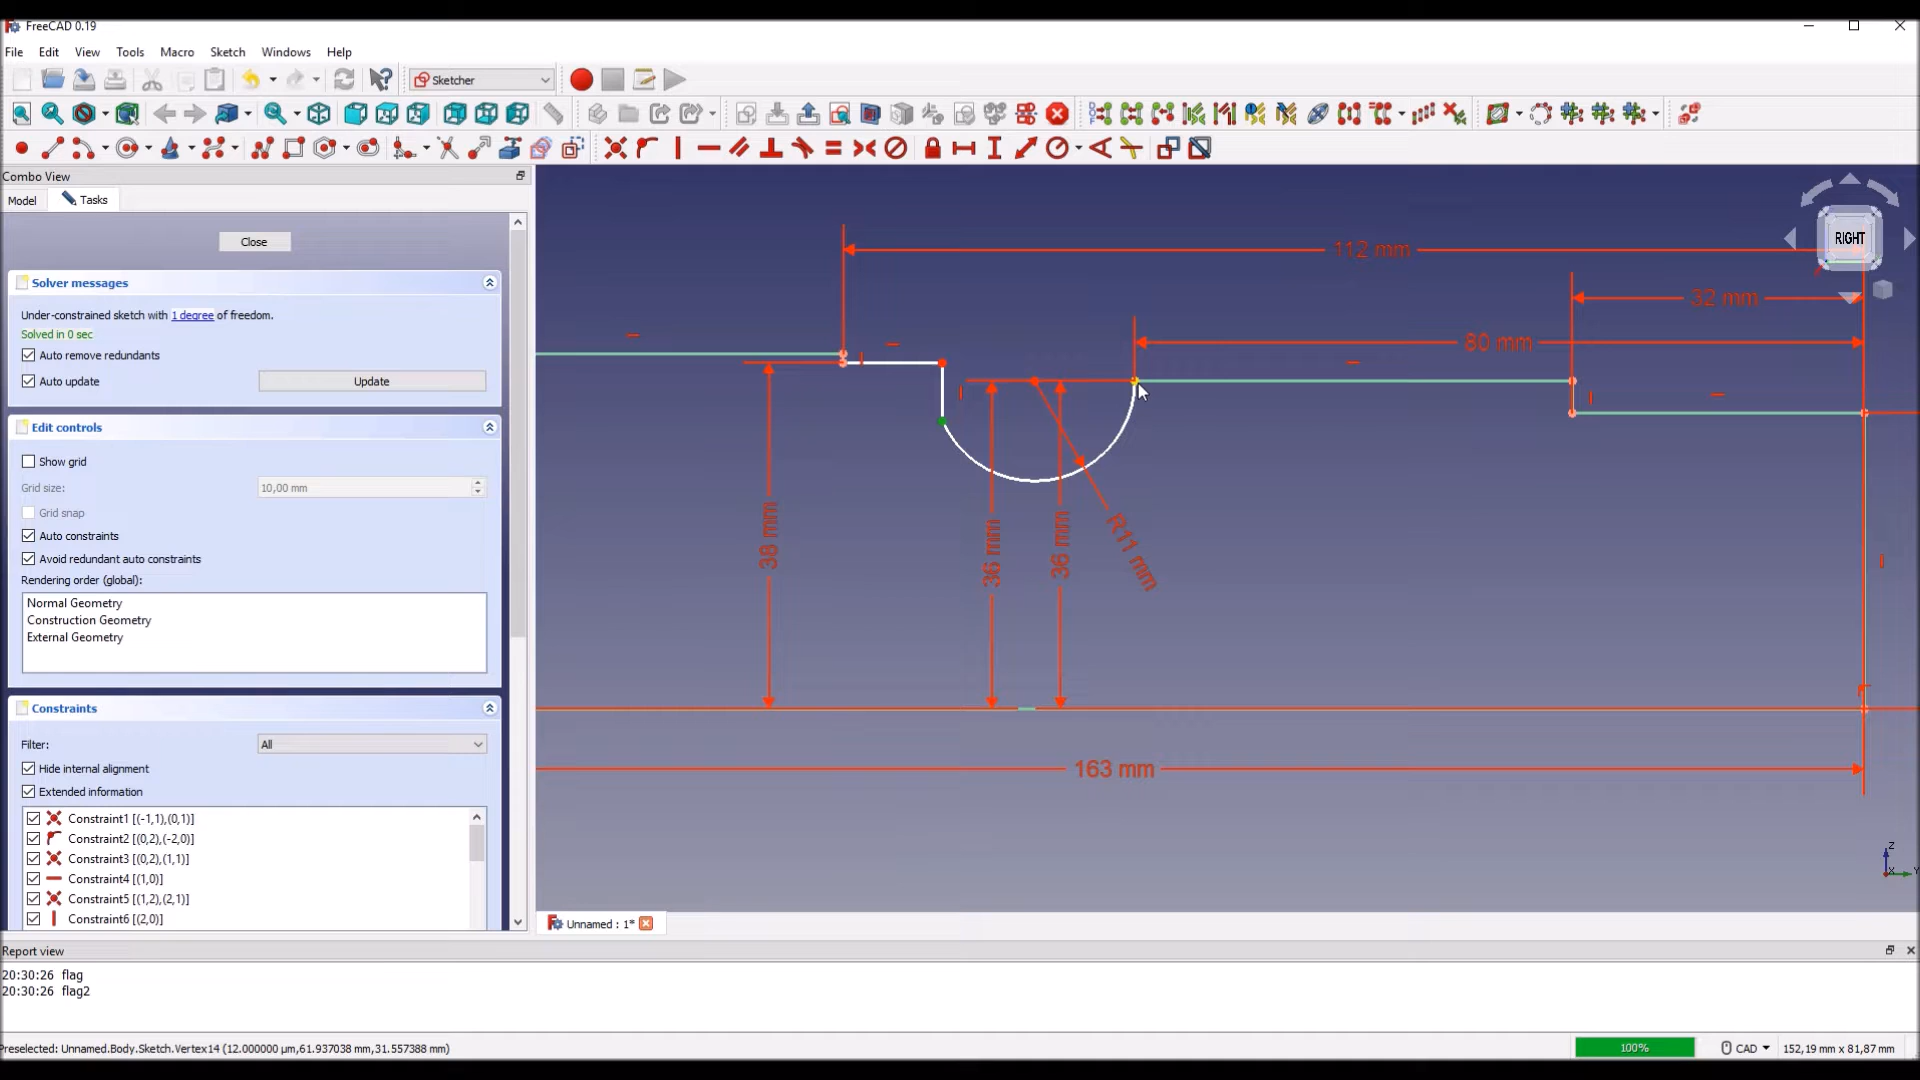 FreeCAD 0.19
File Edit View Tools Macro Sketch Windows Help
Sketcher
Combo View
Model Tasks
Close
Solver messages
Under-constrained sketch with 1 degree of freedom.
Solved in 0 sec
Auto remove redundants
Auto update Update
Edit controls
Show grid
Grid size: 10,00 mm
Grid snap
Auto constraints
Avoid redundant auto constraints
Rendering order (global):
Normal Geometry
Construction Geometry
External Geometry
Constraints
Filter: All
Hide internal alignment
Extended information
Constraint1 [(-1,1),(0,1)]
Constraint2 [(0,2),(-2,0)]
Constraint3 [(0,2),(1,1)]
Constraint4 [(1,0)]
Constraint5 [(1,2),(2,1)]
Constraint6 [(2,0)]
112 mm
32 mm
80 mm
38 mm
36 mm
36 mm
R11 mm
163 mm
RIGHT
Z
X
Y
Unnamed : 1*
Report view
20:30:26 flag
20:30:26 flag2
Preselected: Unnamed.Body.Sketch.Vertex14 (12.000000 µm,61.937038 mm,31.557388 mm)
100%
CAD
152,19 mm x 81,87 mm